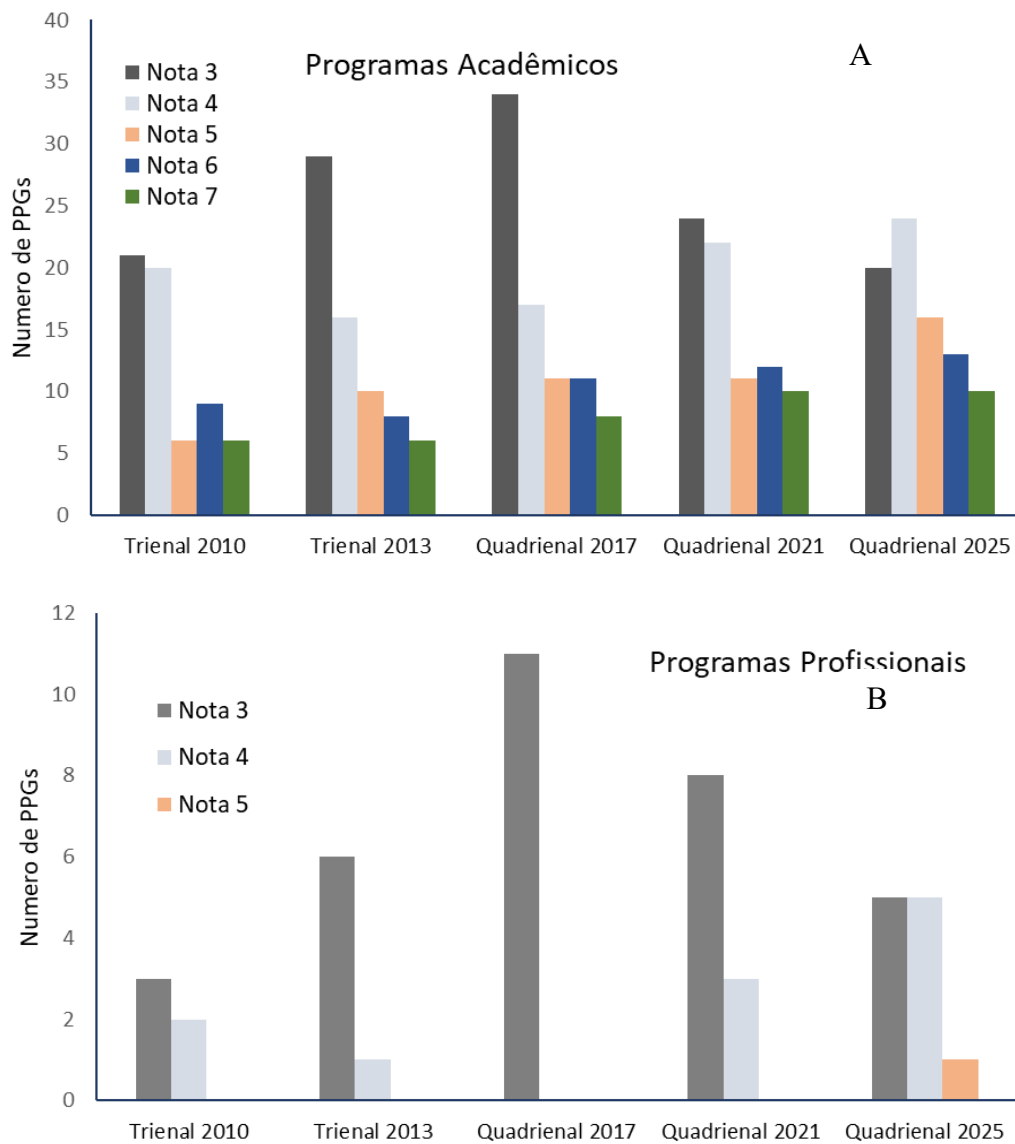 40
35
30
25
20
15
10
5
0
Numero de PPGs
Nota 3
Nota 4
Nota 5
Nota 6
Nota 7
Programas Acadêmicos
A
Trienal 2010
Trienal 2013
Quadrienal 2017
Quadrienal 2021
Quadrienal 2025
12
10
8
6
4
2
0
Numero de PPGs
Nota 3
Nota 4
Nota 5
Programas Profissionais
B
Trienal 2010
Trienal 2013
Quadrienal 2017
Quadrienal 2021
Quadrienal 2025